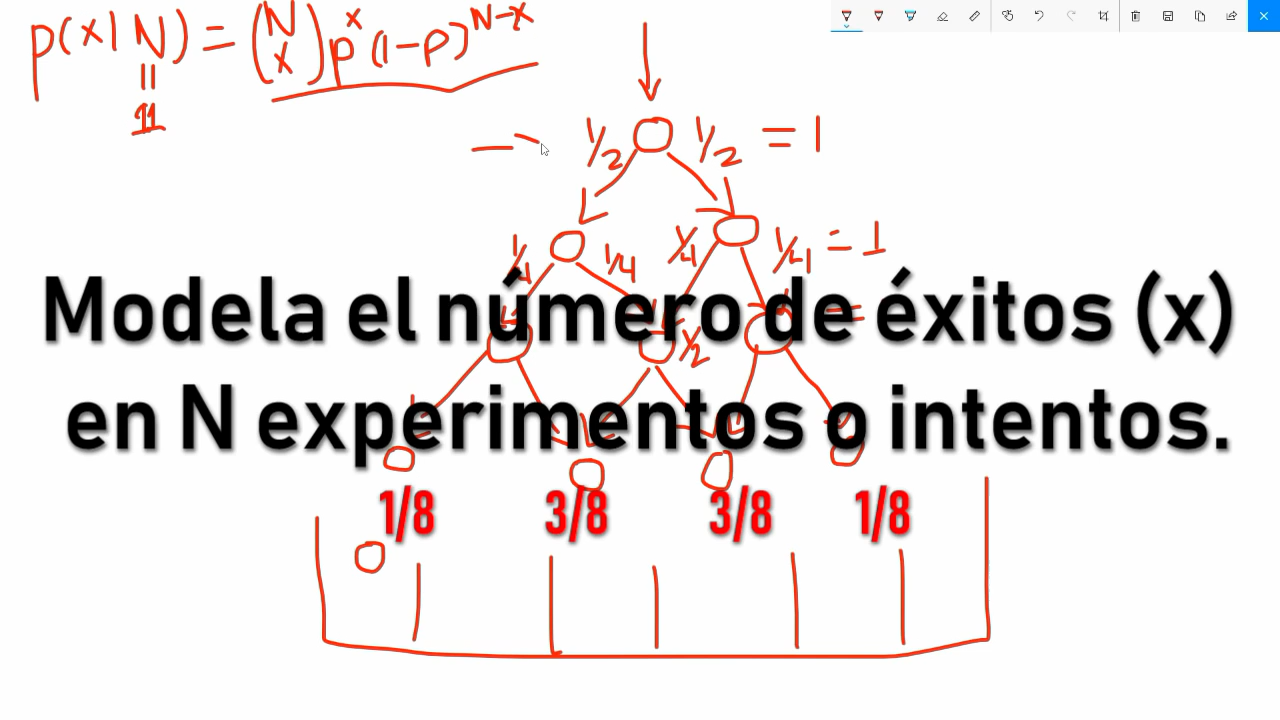 p(x|N) = (N x) p^x (1-p)^N-x
||
11
1/2 1/2 = 1
1/4 1/4 1/4 1/4 = 1
Modela el número de éxitos (x)
1/2 =
en N experimentos o intentos.
1/8 3/8 3/8 1/8